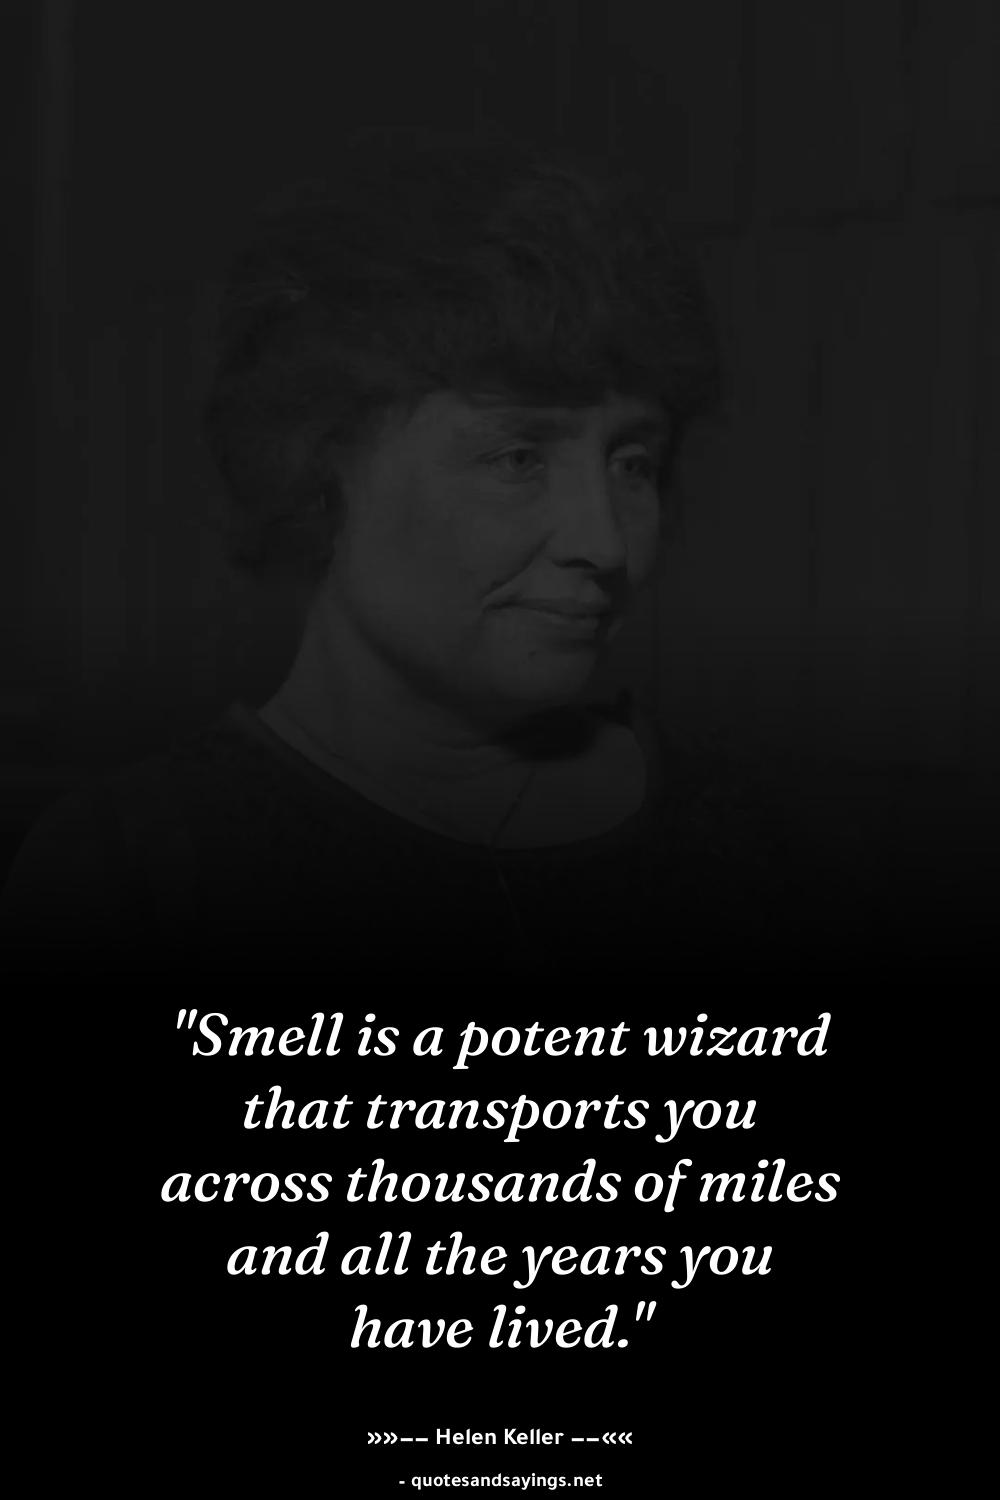 "Smell is a potent wizard
that transports you
across thousands of miles
and all the years you
have lived."
»»–– Helen Keller ––««
- quotesandsayings.net